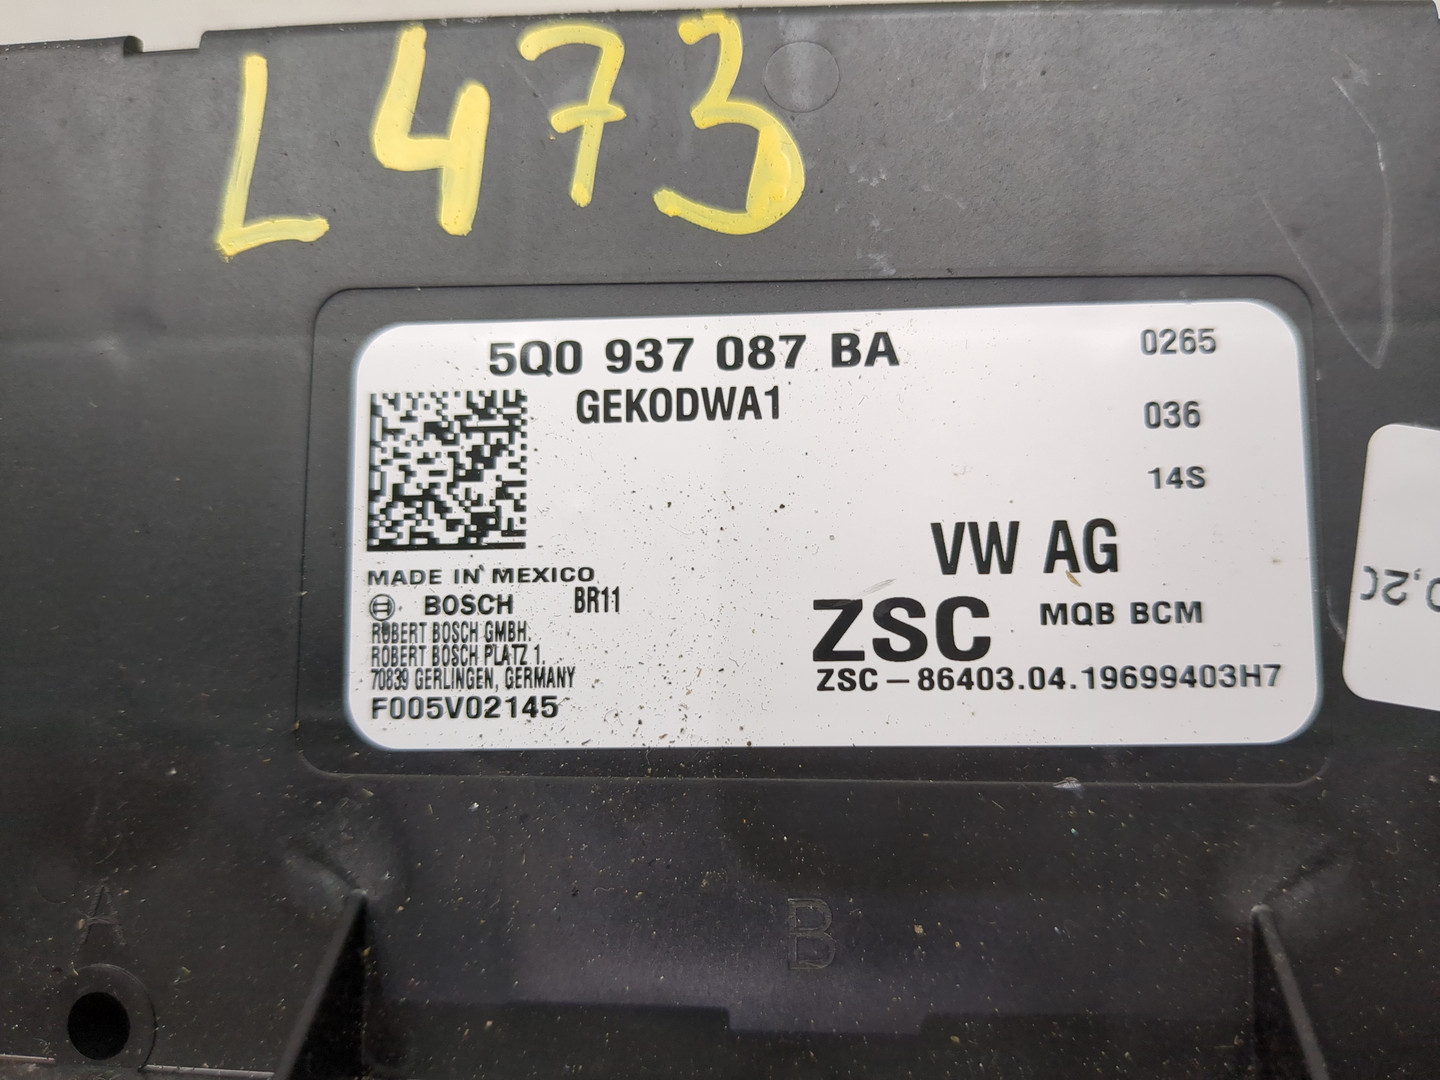 L473
5Q0 937 087 BA
0265
GEKODWA1
036
14S
VW AG
MADE IN MEXICO
BOSCH
BR11
ZSC
MQB BCM
ROBERT BOSCH GMBH.
ROBERT BOSCH PLATZ 1.
70839 GERLINGEN, GERMANY
ZSC-86403.04.19699403H7
F005V02145
B